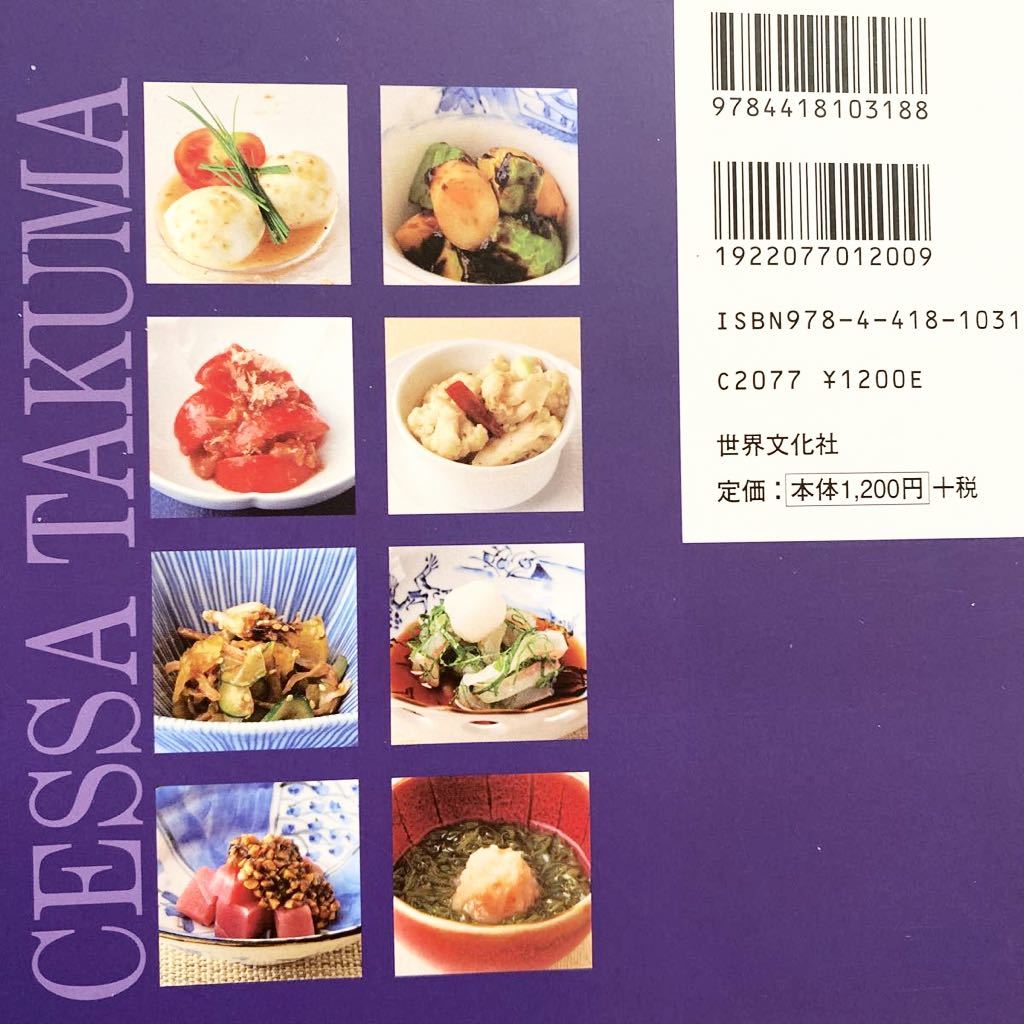 CESSA TAKUMA
9784418103188
1922077012009
ISBN978-4-418-1031
C2077 ¥1200E
世界文化社
定価：本体1,200円+税